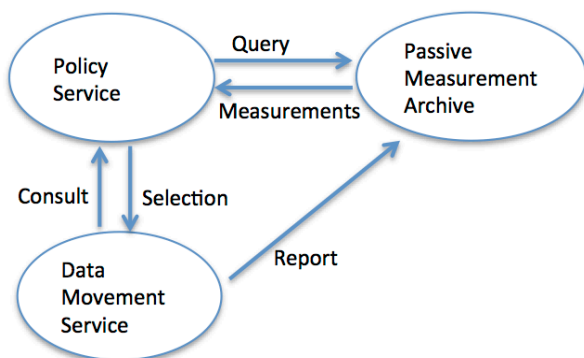 Policy
Service
Query
Measurements
Passive
Measurement
Archive
Consult
Selection
Report
Data
Movement
Service